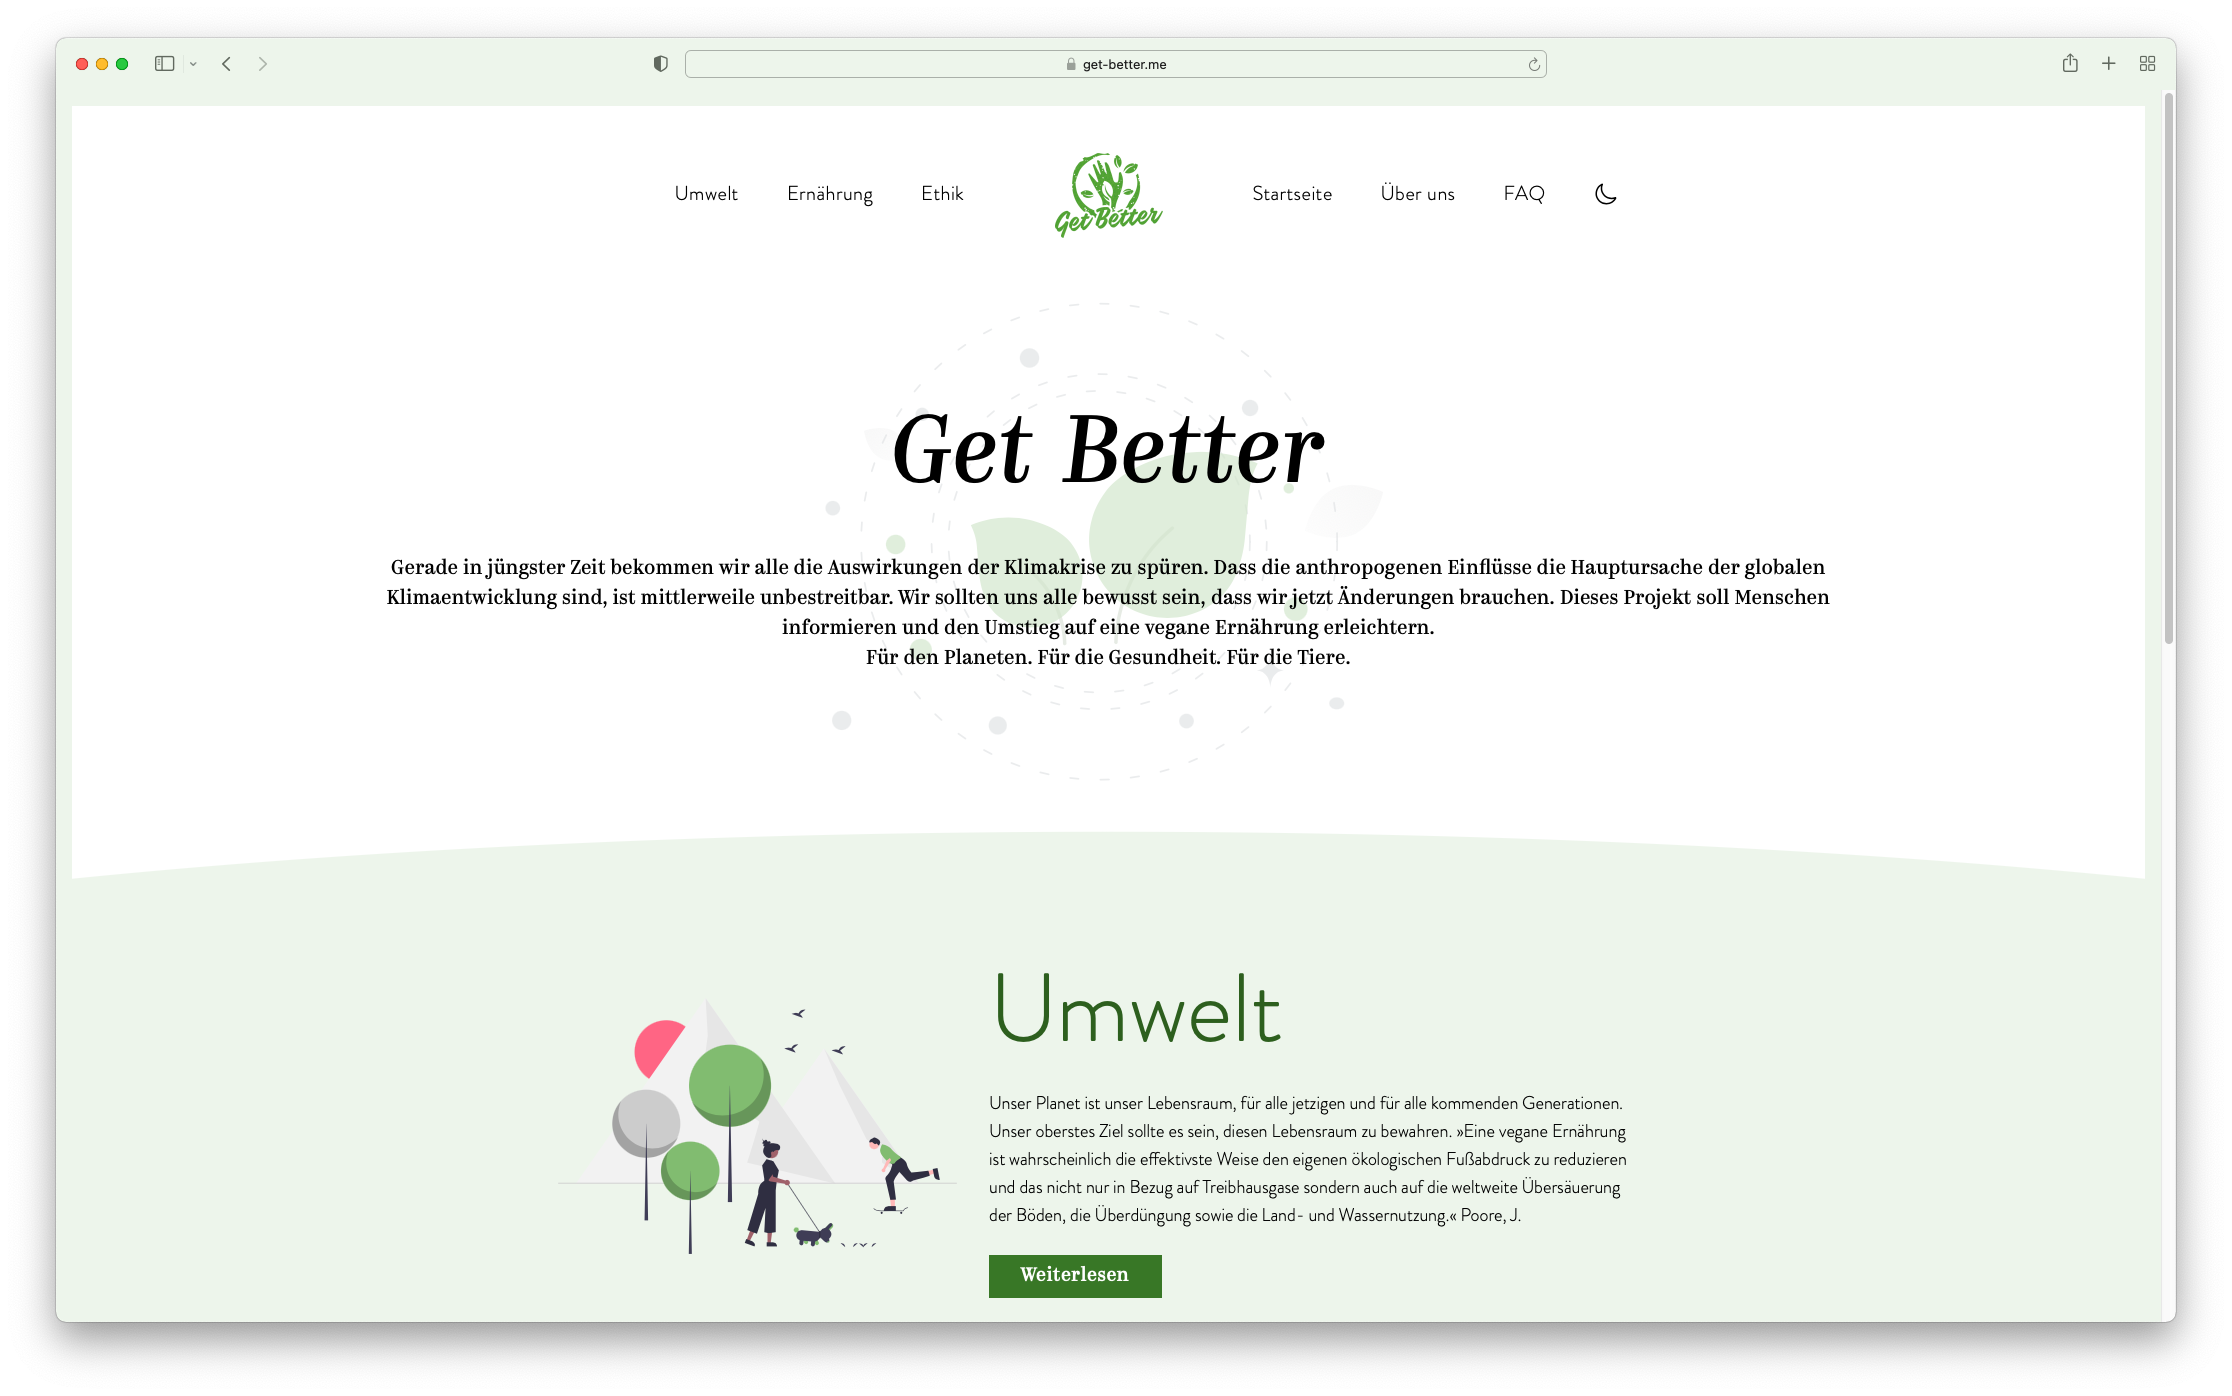 get-better.me
Umwelt Ernährung Ethik Get Better Startseite Über uns FAQ
Get Better
Gerade in jüngster Zeit bekommen wir alle die Auswirkungen der Klimakrise zu spüren. Dass die anthropogenen Einflüsse die Hauptursache der globalen
Klimaentwicklung sind, ist mittlerweile unbestreitbar. Wir sollten uns alle bewusst sein, dass wir jetzt Änderungen brauchen. Dieses Projekt soll Menschen
informieren und den Umstieg auf eine vegane Ernährung erleichtern.
Für den Planeten. Für die Gesundheit. Für die Tiere.
Umwelt
Unser Planet ist unser Lebensraum, für alle jetzigen und für alle kommenden Generationen.
Unser oberstes Ziel sollte es sein, diesen Lebensraum zu bewahren. »Eine vegane Ernährung
ist wahrscheinlich die effektivste Weise den eigenen ökologischen Fußabdruck zu reduzieren
und das nicht nur in Bezug auf Treibhausgase sondern auch auf die weltweite Übersäuerung
der Böden, die Überdüngung sowie die Land- und Wassernutzung.« Poore, J.
Weiterlesen